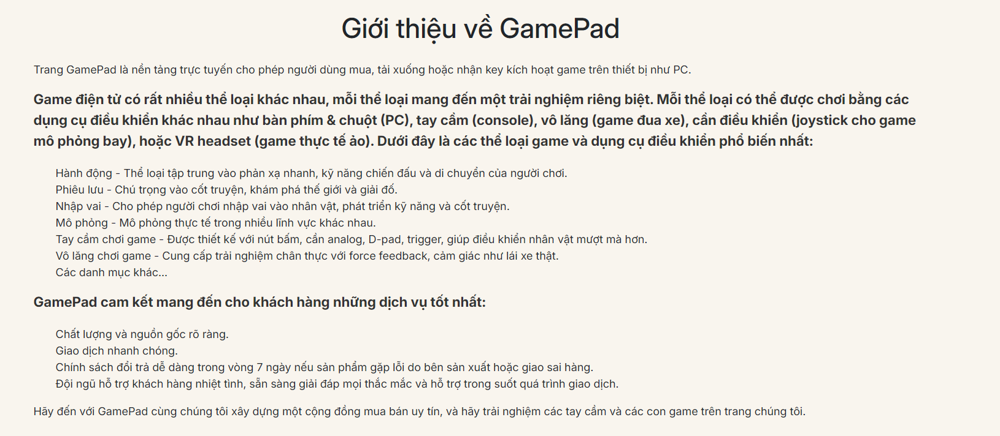 Giới thiệu về GamePad
Trang GamePad là nền tảng trực tuyến cho phép người dùng mua, tải xuống hoặc nhận key kích hoạt game trên thiết bị như PC.
Game điện tử có rất nhiều thể loại khác nhau, mỗi thể loại mang đến một trải nghiệm riêng biệt. Mỗi thể loại có thể được chơi bằng các
dụng cụ điều khiển khác nhau như bàn phím & chuột (PC), tay cầm (console), vô lăng (game đua xe), cần điều khiển (joystick cho game
mô phỏng bay), hoặc VR headset (game thực tế ảo). Dưới đây là các thể loại game và dụng cụ điều khiển phổ biến nhất:
Hành động - Thể loại tập trung vào phản xạ nhanh, kỹ năng chiến đấu và di chuyển của người chơi.
Phiêu lưu - Chú trọng vào cốt truyện, khám phá thế giới và giải đố.
Nhập vai - Cho phép người chơi nhập vai vào nhân vật, phát triển kỹ năng và cốt truyện.
Mô phỏng - Mô phỏng thực tế trong nhiều lĩnh vực khác nhau.
Tay cầm chơi game - Được thiết kế với nút bấm, cần analog, D-pad, trigger, giúp điều khiển nhân vật mượt mà hơn.
Vô lăng chơi game - Cung cấp trải nghiệm chân thực với force feedback, cảm giác như lái xe thật.
Các danh mục khác...
GamePad cam kết mang đến cho khách hàng những dịch vụ tốt nhất:
Chất lượng và nguồn gốc rõ ràng.
Giao dịch nhanh chóng.
Chính sách đổi trả dễ dàng trong vòng 7 ngày nếu sản phẩm gặp lỗi do bên sản xuất hoặc giao sai hàng.
Đội ngũ hỗ trợ khách hàng nhiệt tình, sẵn sàng giải đáp mọi thắc mắc và hỗ trợ trong suốt quá trình giao dịch.
Hãy đến với GamePad cùng chúng tôi xây dựng một cộng đồng mua bán uy tín, và hãy trải nghiệm các tay cầm và các con game trên trang chúng tôi.